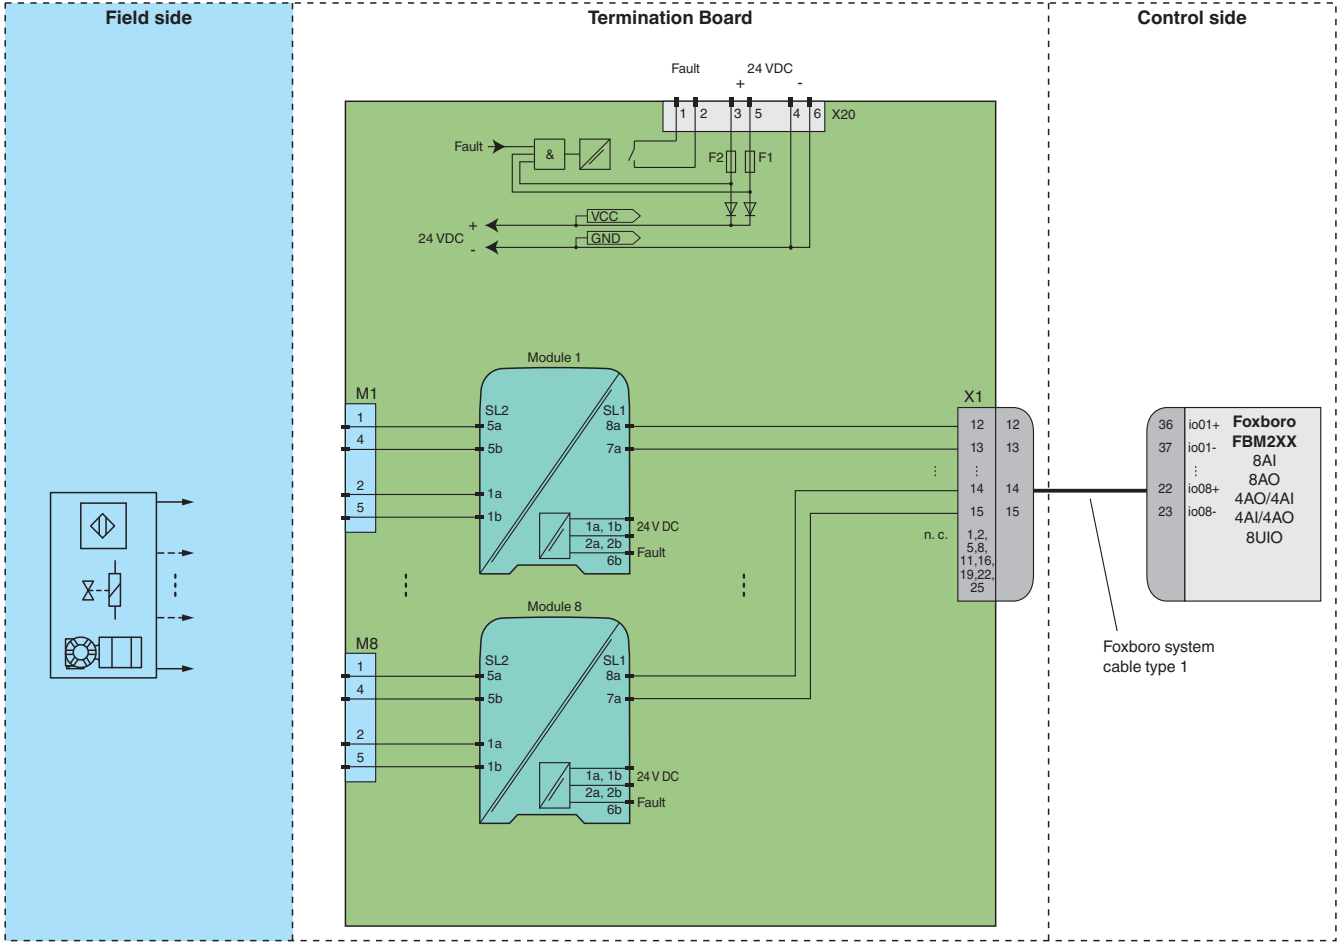 Field side
Termination Board
Control side
Fault 24 VDC
+ -
1 2 3 5 4 6 X20
Fault & F2 F1
VCC
+
24 VDC
-
GND
Module 1
M1
SL2 SL1
1 5a 8a
4 5b 7a
2 1a
5 1b
1a, 1b 24 V DC
2a, 2b
Fault
6b
X1
12 12
13 13
⋮ ⋮
14 14
15 15
n. c. 1,2,
5,8,
11,16,
19,22,
25
36 io01+
37 io01-
⋮
22 io08+
23 io08-
Foxboro
FBM2XX
8AI
8AO
4AO/4AI
4AI/4AO
8UIO
Foxboro system
cable type 1
Module 8
M8
SL2 SL1
1 5a 8a
4 5b 7a
2 1a
5 1b
1a, 1b 24 V DC
2a, 2b
Fault
6b